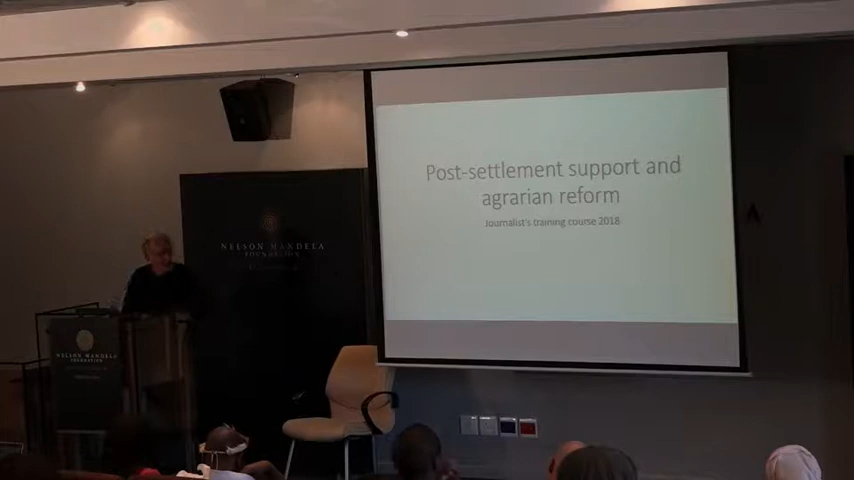 Post-settlement support and
agrarian reform
Journalist's training course 2018
NELSON MANDELA
FOUNDATION
NELSON MANDELA
FOUNDATION